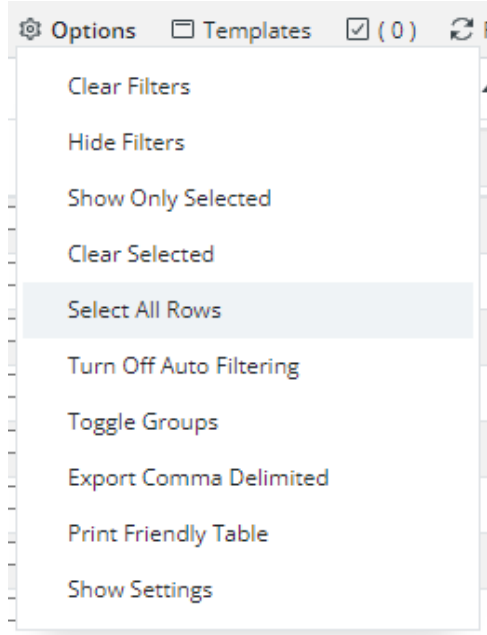 Options Templates ( 0 )
Clear Filters
Hide Filters
Show Only Selected
Clear Selected
Select All Rows
Turn Off Auto Filtering
Toggle Groups
Export Comma Delimited
Print Friendly Table
Show Settings